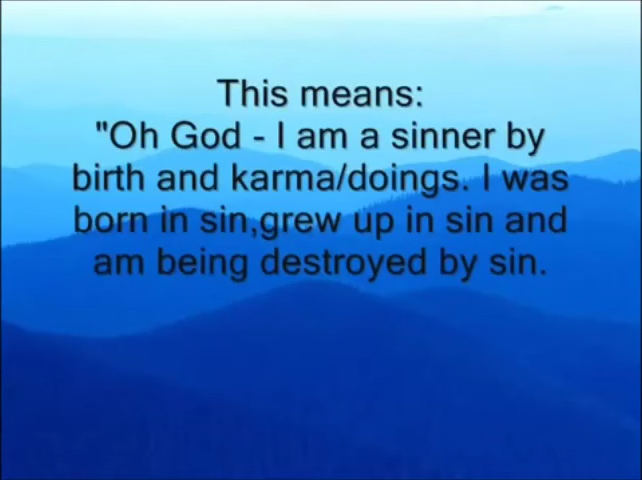 This means:
"Oh God - I am a sinner by
birth and karma/doings. I was
born in sin,grew up in sin and
am being destroyed by sin.